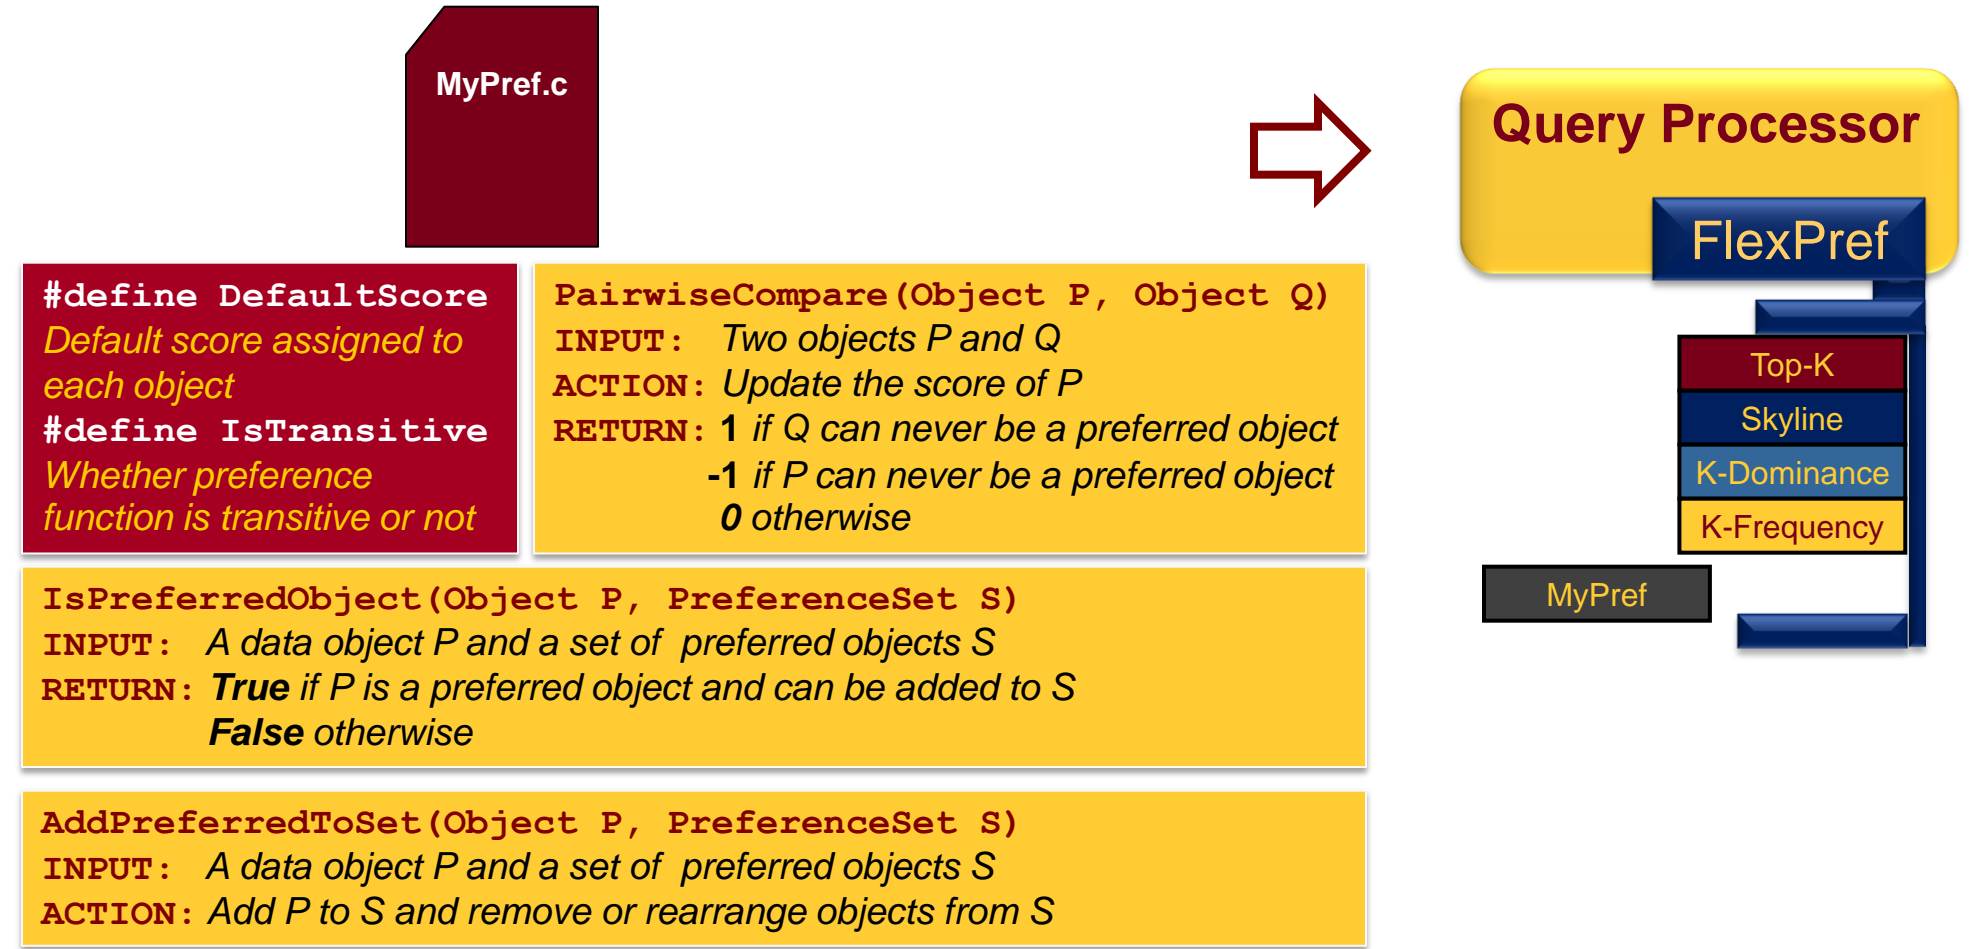 MyPref.c
Query Processor
FlexPref
#define DefaultScore
Default score assigned to
each object
#define IsTransitive
Whether preference
function is transitive or not
PairwiseCompare(Object P, Object Q)
INPUT: Two objects P and Q
ACTION: Update the score of P
RETURN: 1 if Q can never be a preferred object
-1 if P can never be a preferred object
0 otherwise
Top-K
Skyline
K-Dominance
K-Frequency
MyPref
IsPreferredObject(Object P, PreferenceSet S)
INPUT: A data object P and a set of preferred objects S
RETURN: True if P is a preferred object and can be added to S
False otherwise
AddPreferredToSet(Object P, PreferenceSet S)
INPUT: A data object P and a set of preferred objects S
ACTION: Add P to S and remove or rearrange objects from S